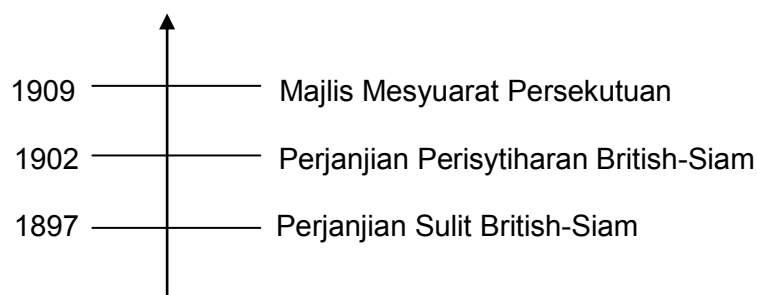 1909 Majlis Mesyuarat Persekutuan
1902 Perjanjian Perisytiharan British-Siam
1897 Perjanjian Sulit British-Siam